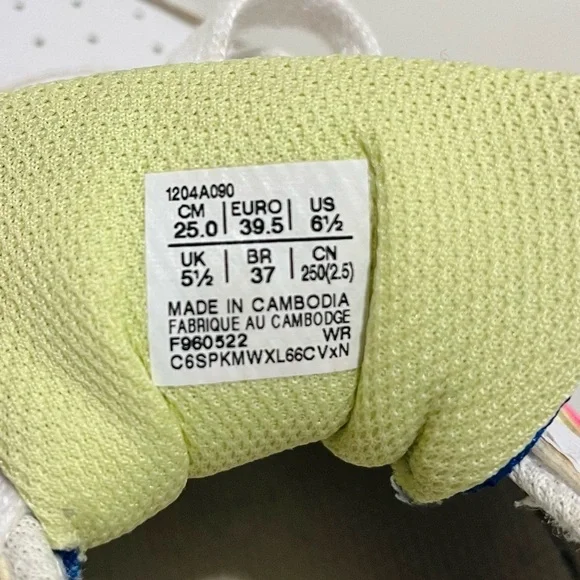 1204A090
CM | EURO | US
25.0 | 39.5 | 6½
UK | BR | CN
5½ | 37 | 250(2.5)
MADE IN CAMBODIA
FABRIQUE AU CAMBODGE
F960522 WR
C6SPKMWXL66CVxN